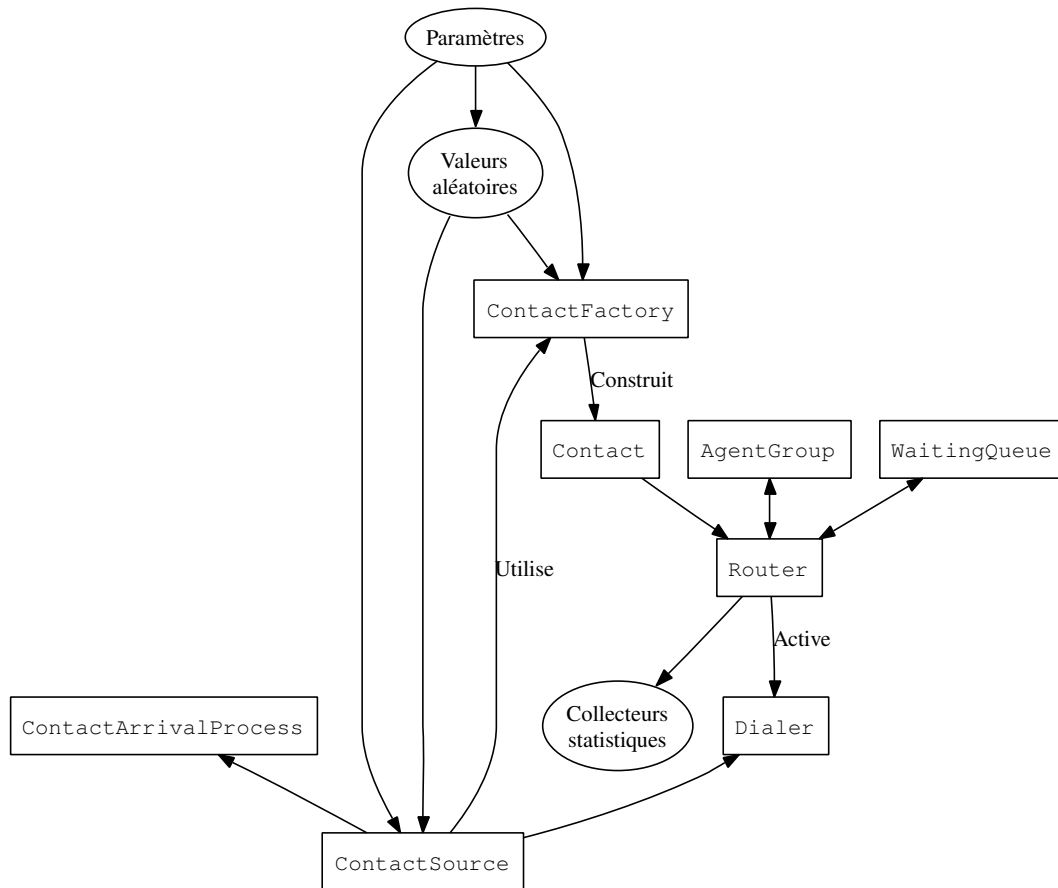 Paramètres
Valeurs
aléatoires
ContactFactory
Construit
Contact
AgentGroup
WaitingQueue
Utilise
Router
Active
ContactArrivalProcess
Collecteurs
statistiques
Dialer
ContactSource